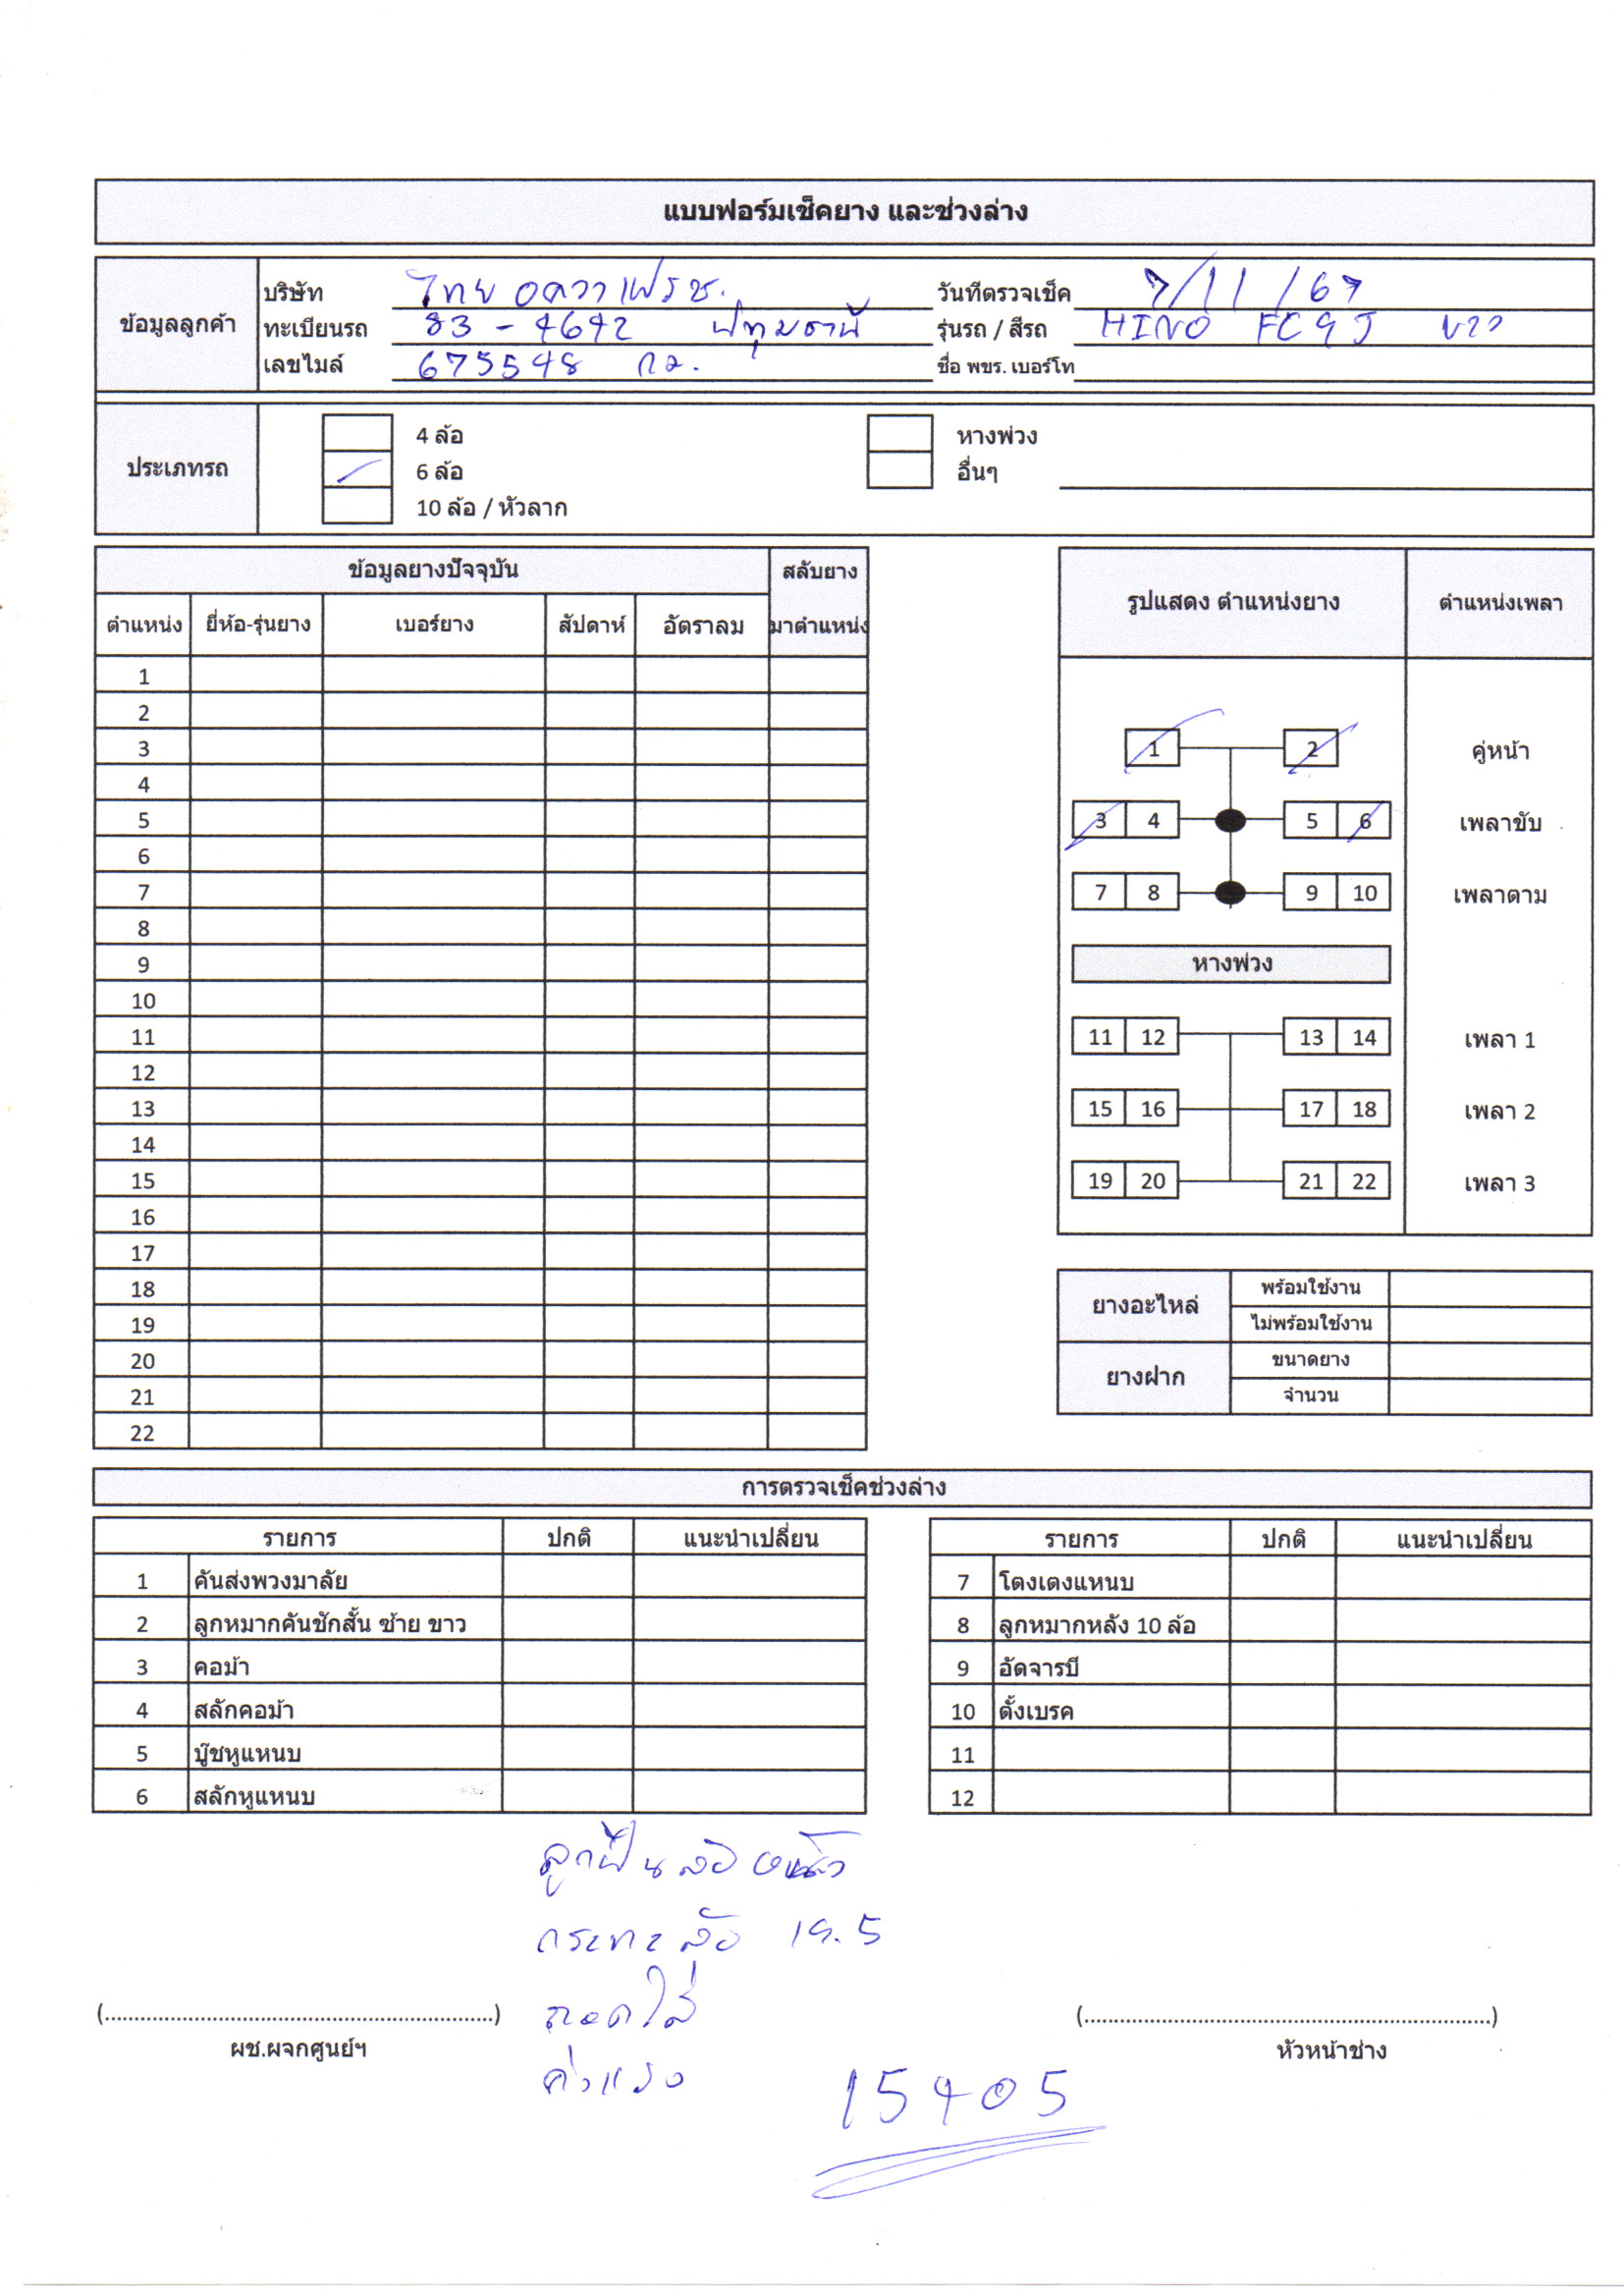 แบบฟอร์มเช็คยาง และช่วงล่าง
ข้อมูลลูกค้า
บริษัท ไทย อควา เฟรช. วันที่ตรวจเช็ค 7/11/67
ทะเบียนรถ 83-4642 ปทุมธานี รุ่นรถ / สีรถ HINO FC9J ขาว
เลขไมล์ 675548 กม. ชื่อ พขร. เบอร์โท
ประเภทรถ
4 ล้อ หางพ่วง
6 ล้อ อื่นๆ
10 ล้อ / หัวลาก
ข้อมูลยางปัจจุบัน สลับยาง
ตำแหน่ง ยี่ห้อ-รุ่นยาง เบอร์ยาง สัปดาห์ อัตราลม มาตำแหน่ง
1
2
3
4
5
6
7
8
9
10
11
12
13
14
15
16
17
18
19
20
21
22
รูปแสดง ตำแหน่งยาง ตำแหน่งเพลา
1 2 คู่หน้า
3 4 5 6 เพลาขับ
7 8 9 10 เพลาตาม
หางพ่วง
11 12 13 14 เพลา 1
15 16 17 18 เพลา 2
19 20 21 22 เพลา 3
ยางอะไหล่ พร้อมใช้งาน
ไม่พร้อมใช้งาน
ยางฝาก ขนาดยาง
จำนวน
การตรวจเช็คช่วงล่าง
รายการ ปกติ แนะนำเปลี่ยน
1 คันส่งพวงมาลัย
2 ลูกหมากคันชักสั้น ซ้าย ขาว
3 คอม้า
4 สลักคอม้า
5 บู๊ชหูแหนบ
6 สลักหูแหนบ
รายการ ปกติ แนะนำเปลี่ยน
7 โตงเตงแหนบ
8 ลูกหมากหลัง 10 ล้อ
9 อัดจารบี
10 ตั้งเบรค
11
12
ลูกปืนล้อ
กระทะล้อ 19.5
ถอดใส่
ค่าแรง
15405
(............................................................)
ผช.ผจกศูนย์ฯ
(............................................................)
หัวหน้าช่าง